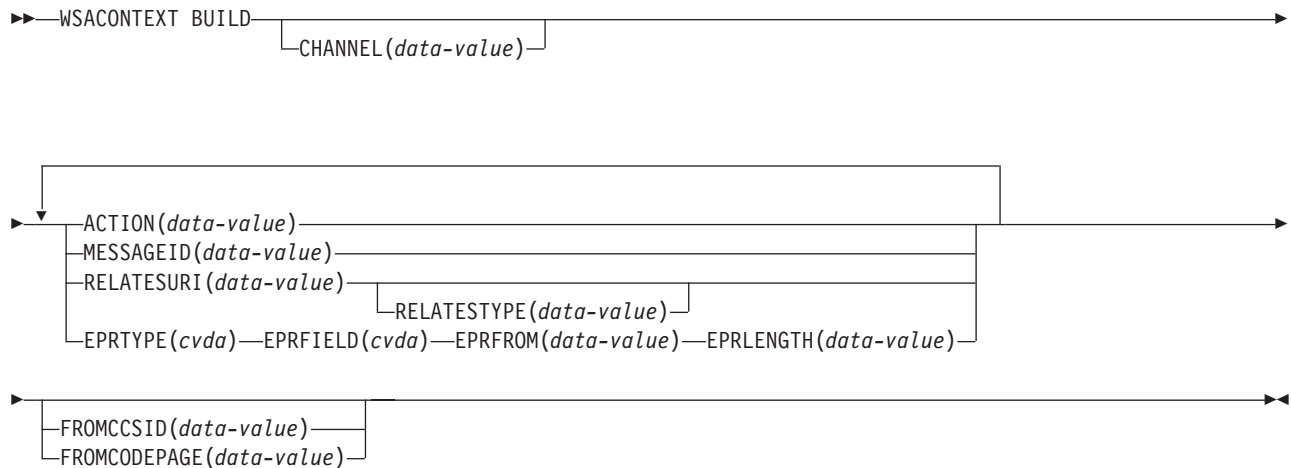 WSACONTEXT BUILD
CHANNEL(data-value)
ACTION(data-value)
MESSAGEID(data-value)
RELATESURI(data-value)
RELATESTYPE(data-value)
EPRTYPE(cvda) EPRFIELD(cvda) EPRFROM(data-value) EPRLENGTH(data-value)
FROMCCSID(data-value)
FROMCODEPAGE(data-value)